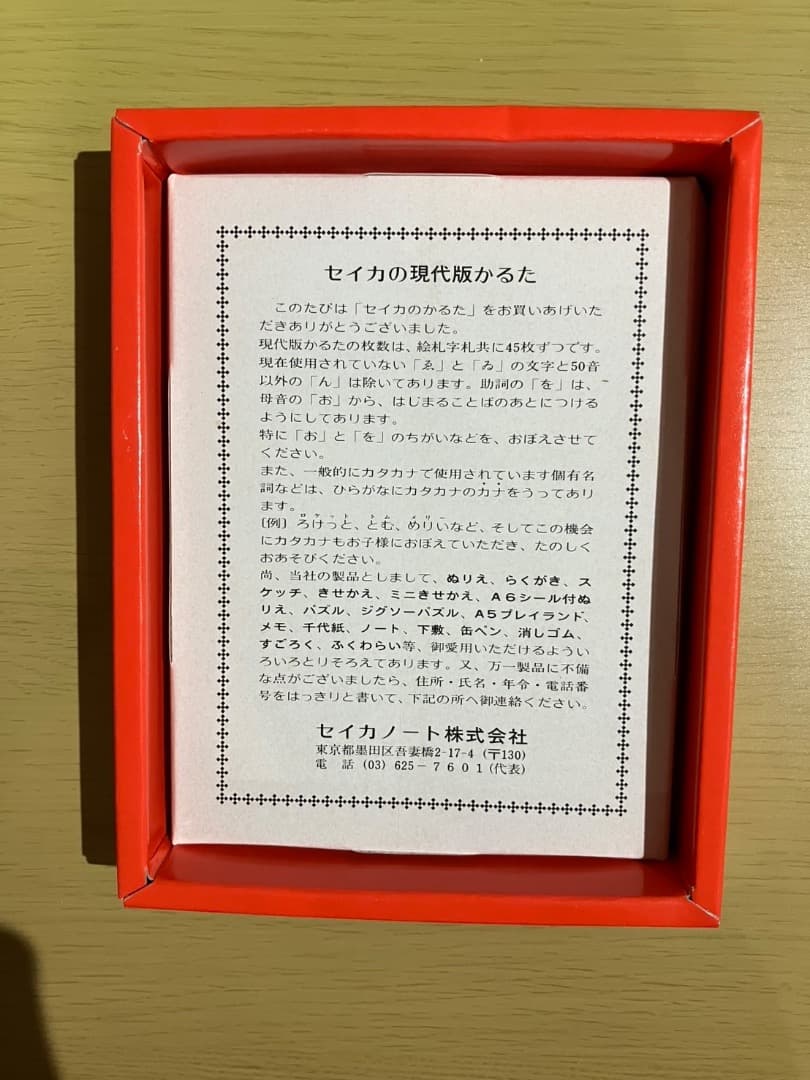 セイカの現代版かるた
このたびは「セイカのかるた」をお買いあげいた
だきありがとうございました。
現代版かるたの枚数は、絵札字札共に45枚ずつです。
現在使用されていない「ゑ」と「ゐ」の文字と50音
以外の「ん」は除いてあります。助詞の「を」は、
母音の「お」から、はじまることばのあとにつける
ようにしてあります。
特に「お」と「を」のちがいなどを、おぼえさせて
ください。
また、一般的にカタカナで使用されています個有名
詞などは、ひらがなにカタカナのカナをうってあり
ます。
ロケット トム メリー
〔例〕ろけっと、とむ、めりいなど、そしてこの機会
にカタカナもお子様におぼえていただき、たのしく
おあそびください。
尚、当社の製品としまして、ぬりえ、らくがき、ス
ケッチ、きせかえ、ミニきせかえ、A6シール付ぬ
りえ、パズル、ジグソーパズル、A5プレイランド、
メモ、千代紙、ノート、下敷、缶ペン、消しゴム、
すごろく、ふくわらい等、御愛用いただけるようい
ろいろとりそろえてあります。又、万一製品に不備
な点がございましたら、住所・氏名・年令・電話番
号をはっきりと書いて、下記の所へ御連絡ください。
セイカノート株式会社
東京都墨田区吾妻橋2-17-4 (〒130)
電 話 (03) 625-7601(代表)